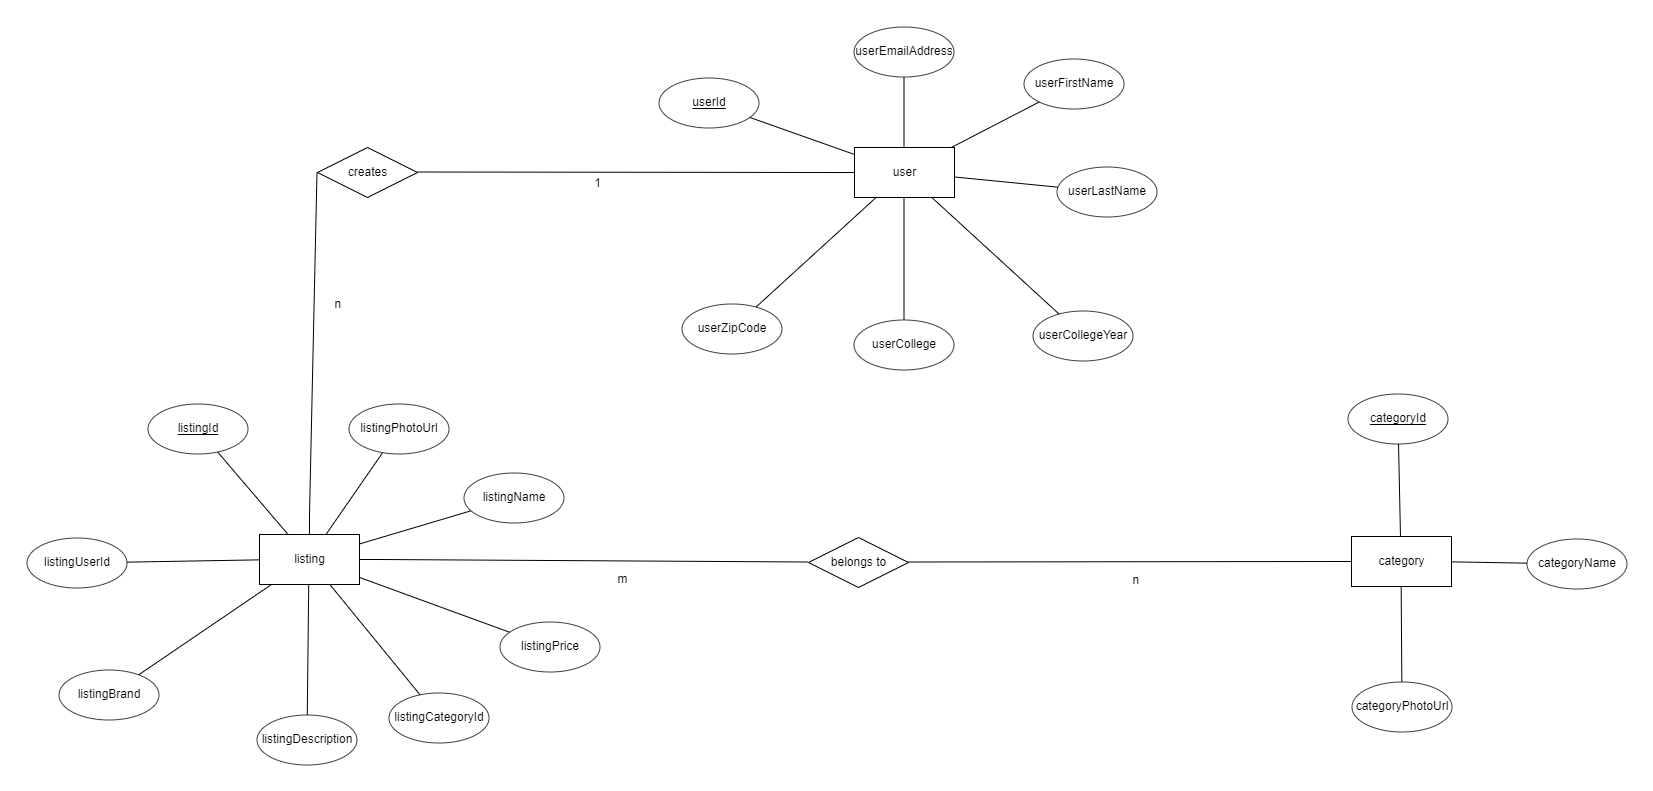 userEmailAddress
userFirstName
userId
creates
1
user
userLastName
n
userZipCode
userCollege
userCollegeYear
listingId
listingPhotoUrl
categoryId
listingName
listingUserId
listing
m
belongs to
n
category
categoryName
listingPrice
listingBrand
listingDescription
listingCategoryId
categoryPhotoUrl